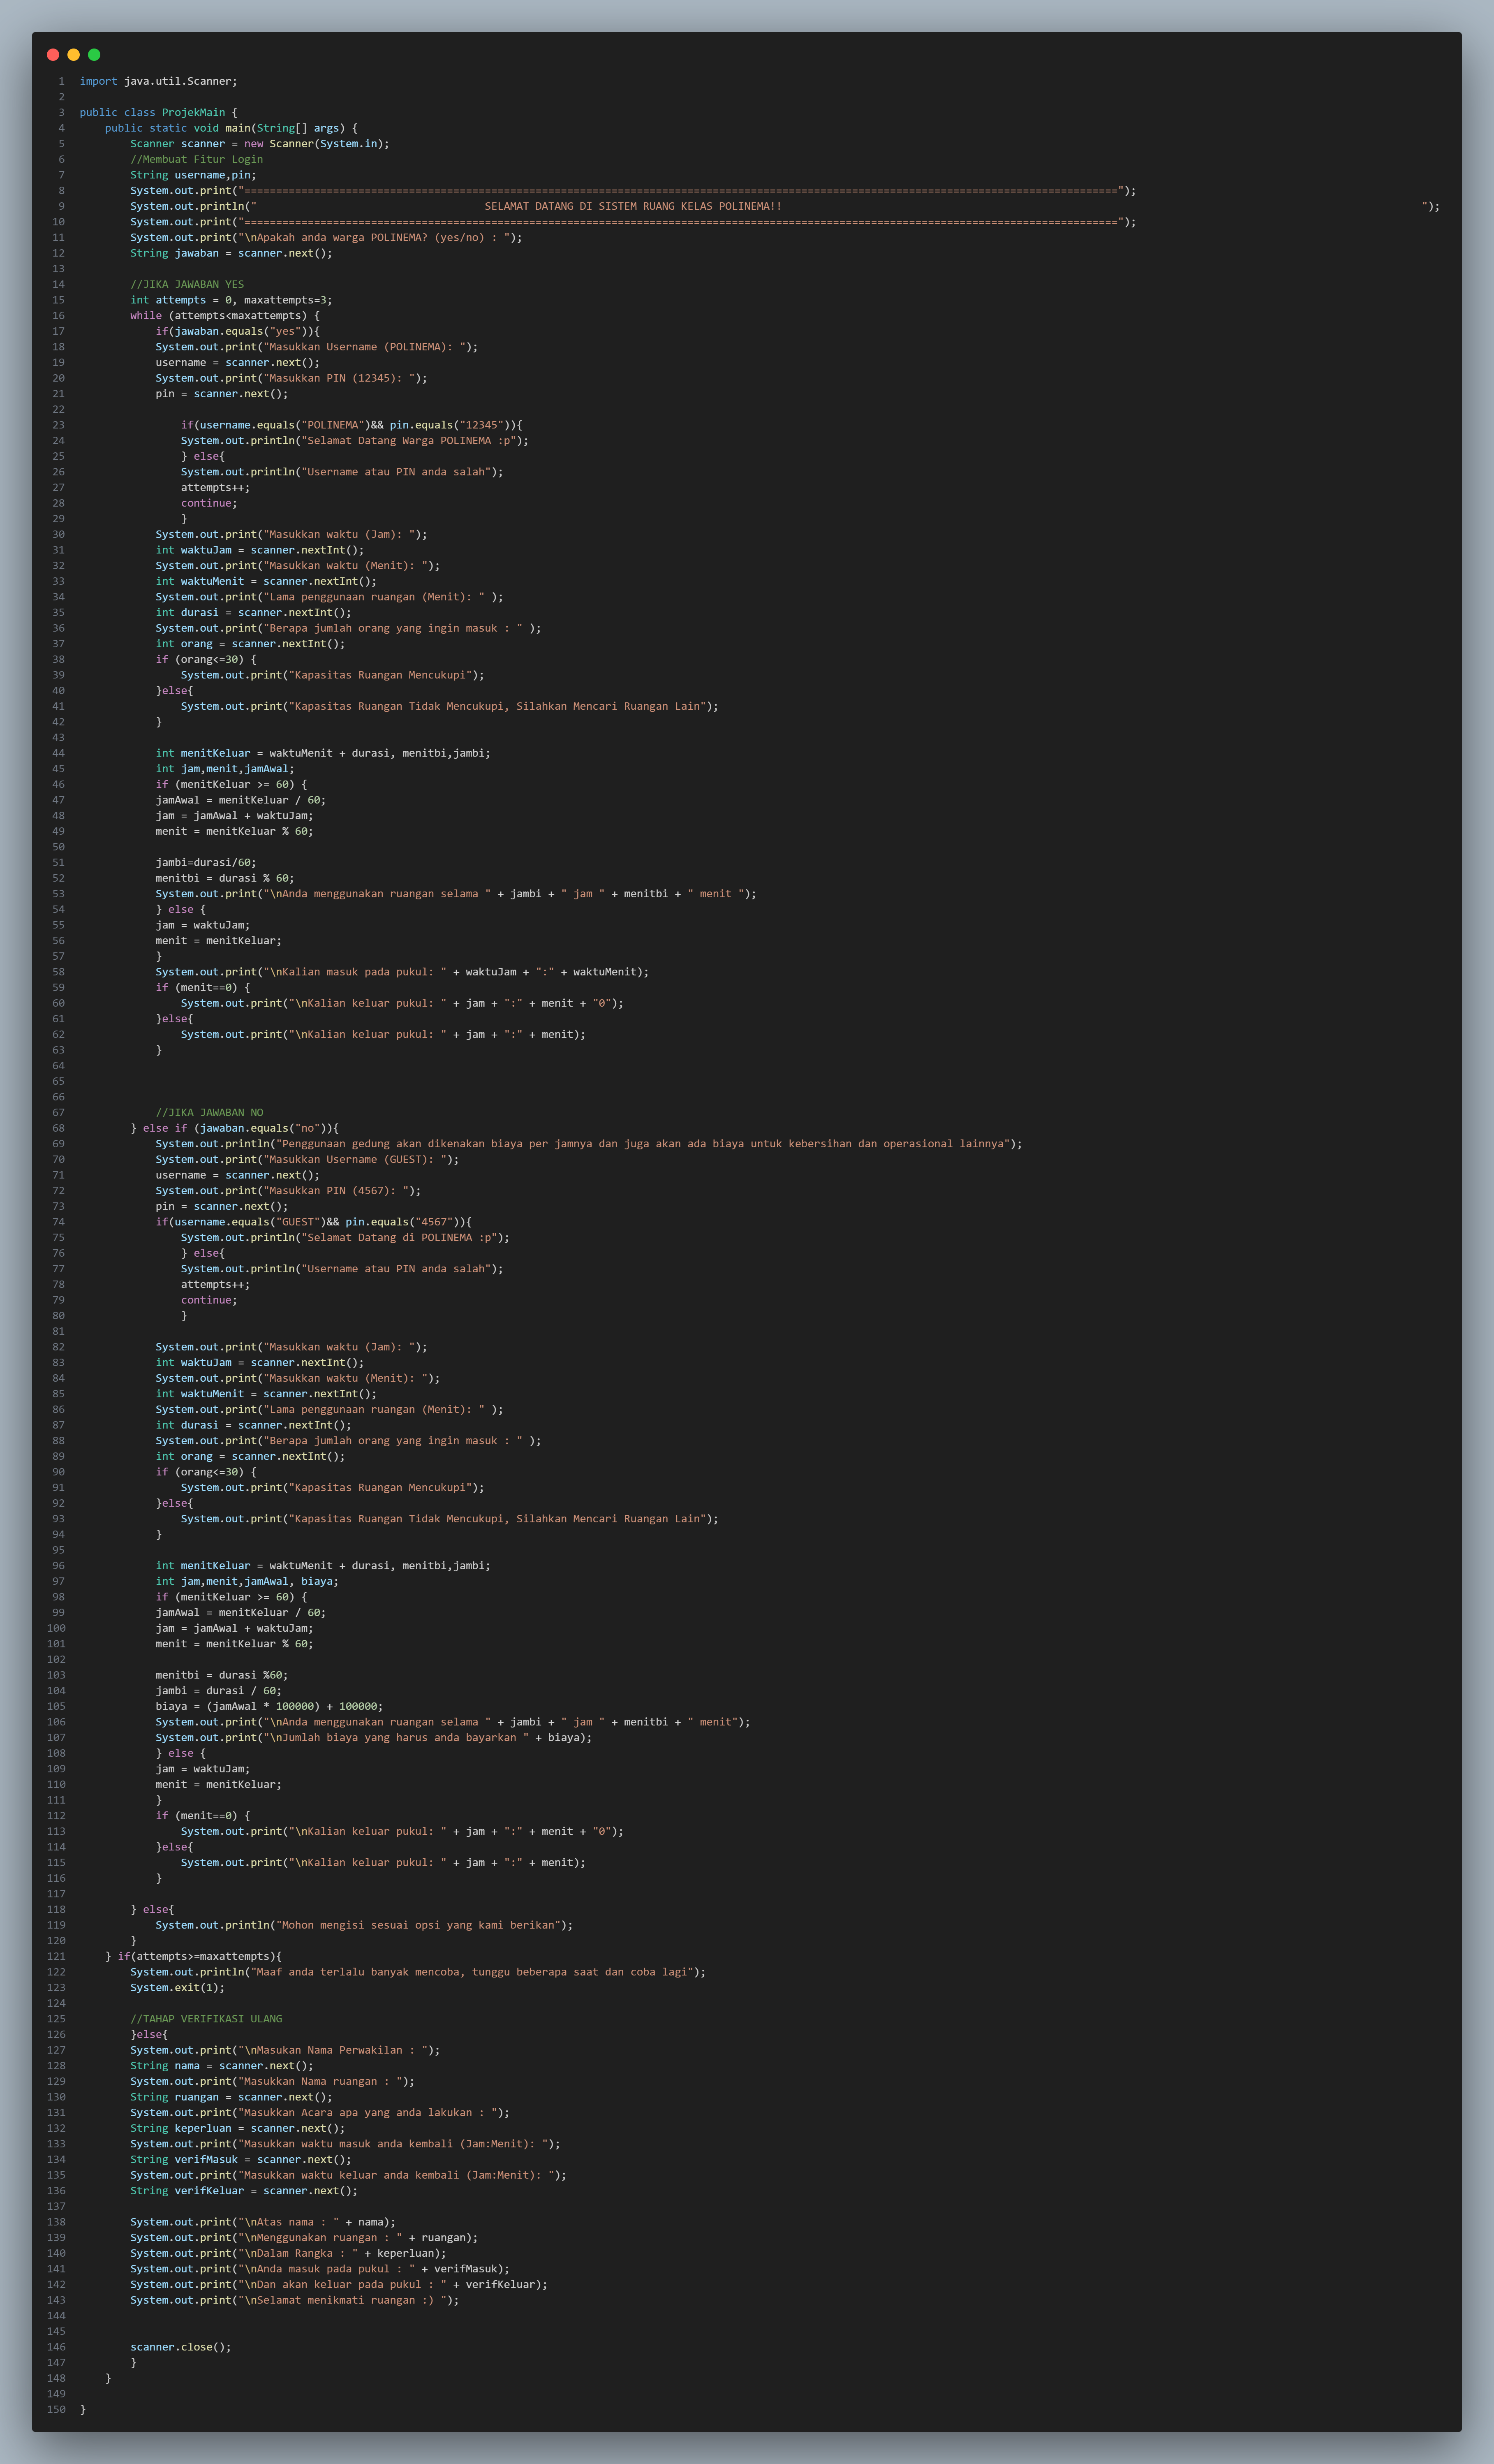 1 import java.util.Scanner;
2
3 public class ProjekMain {
4     public static void main(String[] args) {
5         Scanner scanner = new Scanner(System.in);
6         //Membuat Fitur Login
7         String username,pin;
8         System.out.print("==========================================================================================================================================");
9         System.out.println("                                    SELAMAT DATANG DI SISTEM RUANG KELAS POLINEMA!!                                                                                                     ");
10         System.out.print("==========================================================================================================================================");
11         System.out.print("\nApakah anda warga POLINEMA? (yes/no) : ");
12         String jawaban = scanner.next();
13
14         //JIKA JAWABAN YES
15         int attempts = 0, maxattempts=3;
16         while (attempts<maxattempts) {
17             if(jawaban.equals("yes")){
18             System.out.print("Masukkan Username (POLINEMA): ");
19             username = scanner.next();
20             System.out.print("Masukkan PIN (12345): ");
21             pin = scanner.next();
22
23                 if(username.equals("POLINEMA")&& pin.equals("12345")){
24                 System.out.println("Selamat Datang Warga POLINEMA :p");
25                 } else{
26                 System.out.println("Username atau PIN anda salah");
27                 attempts++;
28                 continue;
29                 }
30             System.out.print("Masukkan waktu (Jam): ");
31             int waktuJam = scanner.nextInt();
32             System.out.print("Masukkan waktu (Menit): ");
33             int waktuMenit = scanner.nextInt();
34             System.out.print("Lama penggunaan ruangan (Menit): " );
35             int durasi = scanner.nextInt();
36             System.out.print("Berapa jumlah orang yang ingin masuk : " );
37             int orang = scanner.nextInt();
38             if (orang<=30) {
39                 System.out.print("Kapasitas Ruangan Mencukupi");
40             }else{
41                 System.out.print("Kapasitas Ruangan Tidak Mencukupi, Silahkan Mencari Ruangan Lain");
42             }
43
44             int menitKeluar = waktuMenit + durasi, menitbi,jambi;
45             int jam,menit,jamAwal;
46             if (menitKeluar >= 60) {
47             jamAwal = menitKeluar / 60;
48             jam = jamAwal + waktuJam;
49             menit = menitKeluar % 60;
50
51             jambi=durasi/60;
52             menitbi = durasi % 60;
53             System.out.print("\nAnda menggunakan ruangan selama " + jambi + " jam " + menitbi + " menit ");
54             } else {
55             jam = waktuJam;
56             menit = menitKeluar;
57             }
58             System.out.print("\nKalian masuk pada pukul: " + waktuJam + ":" + waktuMenit);
59             if (menit==0) {
60                 System.out.print("\nKalian keluar pukul: " + jam + ":" + menit + "0");
61             }else{
62                 System.out.print("\nKalian keluar pukul: " + jam + ":" + menit);
63             }
64
65
66
67             //JIKA JAWABAN NO
68         } else if (jawaban.equals("no")){
69             System.out.println("Penggunaan gedung akan dikenakan biaya per jamnya dan juga akan ada biaya untuk kebersihan dan operasional lainnya");
70             System.out.print("Masukkan Username (GUEST): ");
71             username = scanner.next();
72             System.out.print("Masukkan PIN (4567): ");
73             pin = scanner.next();
74             if(username.equals("GUEST")&& pin.equals("4567")){
75                 System.out.println("Selamat Datang di POLINEMA :p");
76                 } else{
77                 System.out.println("Username atau PIN anda salah");
78                 attempts++;
79                 continue;
80                 }
81
82             System.out.print("Masukkan waktu (Jam): ");
83             int waktuJam = scanner.nextInt();
84             System.out.print("Masukkan waktu (Menit): ");
85             int waktuMenit = scanner.nextInt();
86             System.out.print("Lama penggunaan ruangan (Menit): " );
87             int durasi = scanner.nextInt();
88             System.out.print("Berapa jumlah orang yang ingin masuk : " );
89             int orang = scanner.nextInt();
90             if (orang<=30) {
91                 System.out.print("Kapasitas Ruangan Mencukupi");
92             }else{
93                 System.out.print("Kapasitas Ruangan Tidak Mencukupi, Silahkan Mencari Ruangan Lain");
94             }
95
96             int menitKeluar = waktuMenit + durasi, menitbi,jambi;
97             int jam,menit,jamAwal, biaya;
98             if (menitKeluar >= 60) {
99             jamAwal = menitKeluar / 60;
100             jam = jamAwal + waktuJam;
101             menit = menitKeluar % 60;
102
103             menitbi = durasi %60;
104             jambi = durasi / 60;
105             biaya = (jamAwal * 100000) + 100000;
106             System.out.print("\nAnda menggunakan ruangan selama " + jambi + " jam " + menitbi + " menit");
107             System.out.print("\nJumlah biaya yang harus anda bayarkan " + biaya);
108             } else {
109             jam = waktuJam;
110             menit = menitKeluar;
111             }
112             if (menit==0) {
113                 System.out.print("\nKalian keluar pukul: " + jam + ":" + menit + "0");
114             }else{
115                 System.out.print("\nKalian keluar pukul: " + jam + ":" + menit);
116             }
117
118         } else{
119             System.out.println("Mohon mengisi sesuai opsi yang kami berikan");
120         }
121     } if(attempts>=maxattempts){
122         System.out.println("Maaf anda terlalu banyak mencoba, tunggu beberapa saat dan coba lagi");
123         System.exit(1);
124
125         //TAHAP VERIFIKASI ULANG
126         }else{
127         System.out.print("\nMasukan Nama Perwakilan : ");
128         String nama = scanner.next();
129         System.out.print("Masukkan Nama ruangan : ");
130         String ruangan = scanner.next();
131         System.out.print("Masukkan Acara apa yang anda lakukan : ");
132         String keperluan = scanner.next();
133         System.out.print("Masukkan waktu masuk anda kembali (Jam:Menit): ");
134         String verifMasuk = scanner.next();
135         System.out.print("Masukkan waktu keluar anda kembali (Jam:Menit): ");
136         String verifKeluar = scanner.next();
137
138         System.out.print("\nAtas nama : " + nama);
139         System.out.print("\nMenggunakan ruangan : " + ruangan);
140         System.out.print("\nDalam Rangka : " + keperluan);
141         System.out.print("\nAnda masuk pada pukul : " + verifMasuk);
142         System.out.print("\nDan akan keluar pada pukul : " + verifKeluar);
143         System.out.print("\nSelamat menikmati ruangan :) ");
144
145
146         scanner.close();
147         }
148     }
149
150 }